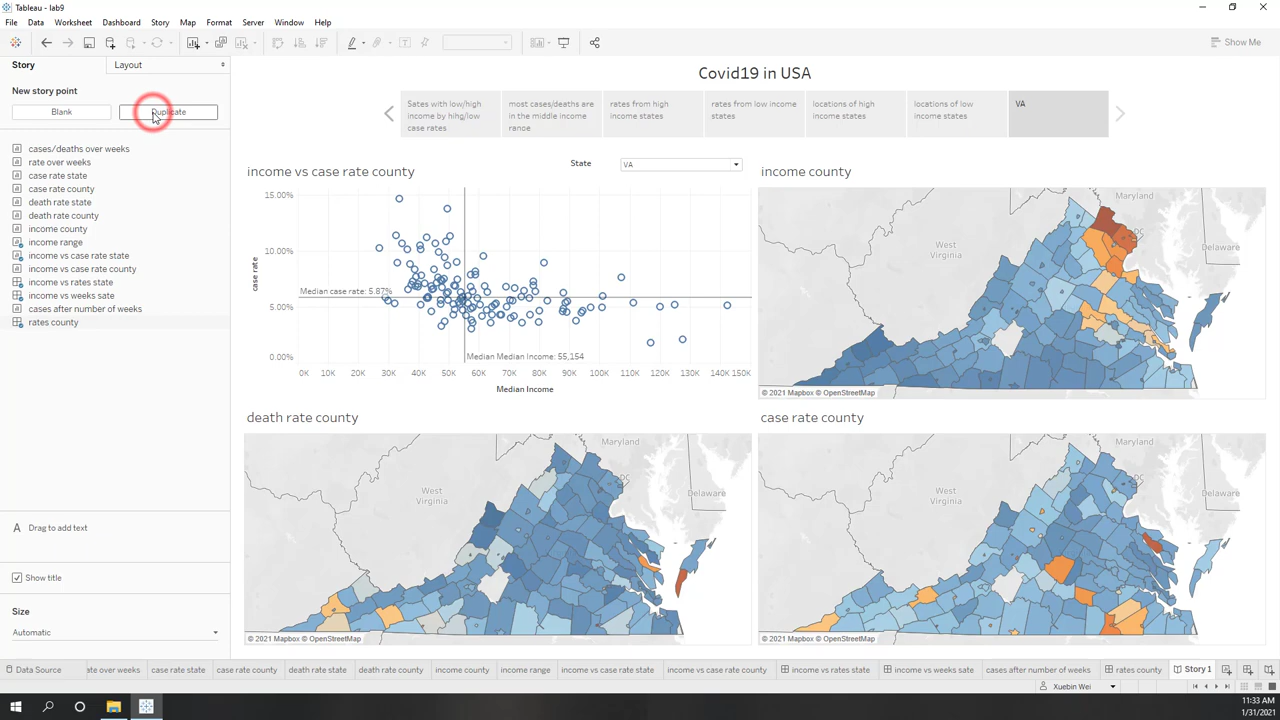 Tableau - lab9
File Data Worksheet Dashboard Story Map Format Server Window Help
Show Me
Story
Layout
New story point
Blank
Duplicate
cases/deaths over weeks
rate over weeks
case rate state
case rate county
death rate state
death rate county
income county
income range
income vs case rate state
income vs case rate county
income vs rates state
income vs weeks sate
cases after number of weeks
rates county
Drag to add text
Show title
Size
Automatic
Covid19 in USA
Sates with low/high
income by hihg/low
case rates
most cases/deaths are
in the middle income
range
rates from high
income states
rates from low income
states
locations of high
income states
locations of low
income states
VA
State
VA
income vs case rate county
15.00%
10.00%
5.00%
0.00%
case rate
Median case rate: 5.87%
Median Median Income: 55,154
0K 10K 20K 30K 40K 50K 60K 70K 80K 90K 100K 110K 120K 130K 140K 150K
Median Income
income county
Maryland
West
Virginia
DC
Delaware
© 2021 Mapbox © OpenStreetMap
death rate county
Maryland
West
Virginia
DC
Delaware
© 2021 Mapbox © OpenStreetMap
case rate county
Maryland
West
Virginia
DC
Delaware
© 2021 Mapbox © OpenStreetMap
Data Source
ate over weeks
case rate state
case rate county
death rate state
death rate county
income county
income range
income vs case rate state
income vs case rate county
income vs rates state
income vs weeks sate
cases after number of weeks
rates county
Story 1
Xuebin Wei
11:33 AM
1/31/2021